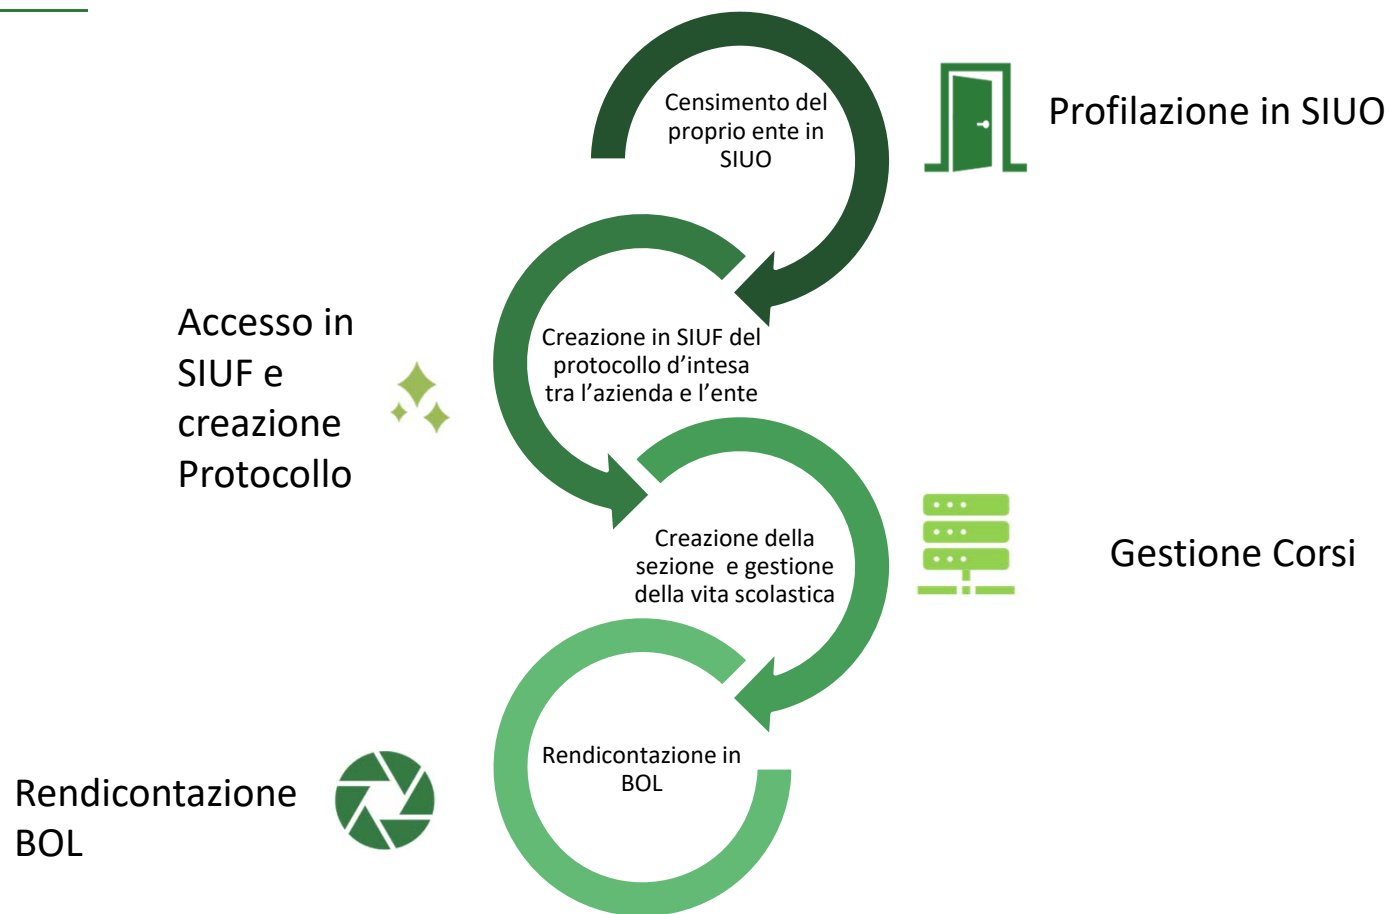 Censimento del
proprio ente in
SIUO
Profilazione in SIUO
Accesso in
SIUF e
creazione
Protocollo
Creazione in SIUF del
protocollo d’intesa
tra l’azienda e l’ente
Creazione della
sezione e gestione
della vita scolastica
Gestione Corsi
Rendicontazione in
BOL
Rendicontazione
BOL